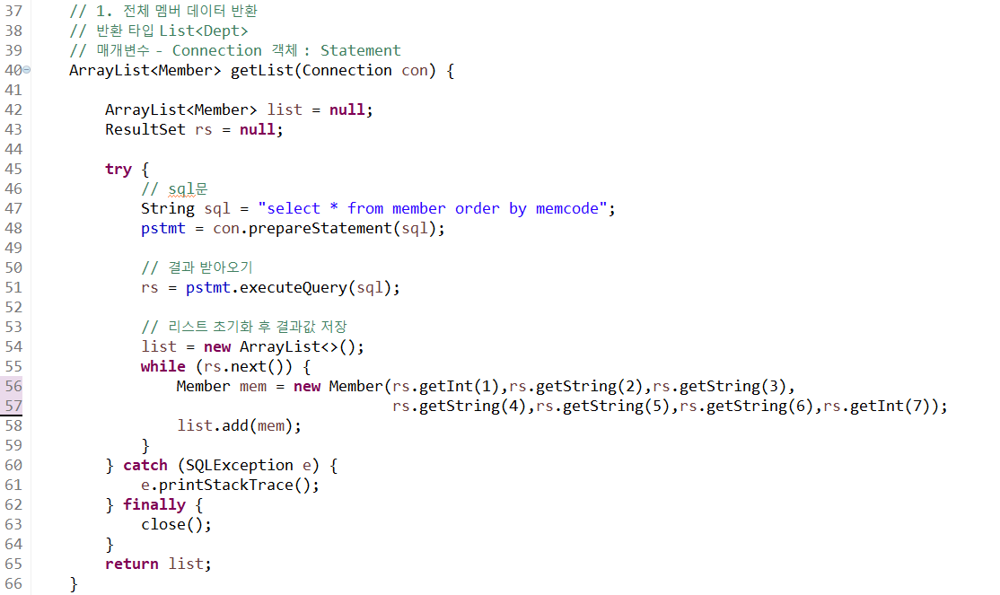 37 // 1. 전체 멤버 데이터 반환
38 // 반환 타입 List<Dept>
39 // 매개변수 - Connection 객체 : Statement
40 ArrayList<Member> getList(Connection con) {
41
42 ArrayList<Member> list = null;
43 ResultSet rs = null;
44
45 try {
46 // sql문
47 String sql = "select * from member order by memcode";
48 pstmt = con.prepareStatement(sql);
49
50 // 결과 받아오기
51 rs = pstmt.executeQuery(sql);
52
53 // 리스트 초기화 후 결과값 저장
54 list = new ArrayList<>();
55 while (rs.next()) {
56 Member mem = new Member(rs.getInt(1),rs.getString(2),rs.getString(3),
57 rs.getString(4),rs.getString(5),rs.getString(6),rs.getInt(7));
58 list.add(mem);
59 }
60 } catch (SQLException e) {
61 e.printStackTrace();
62 } finally {
63 close();
64 }
65 return list;
66 }